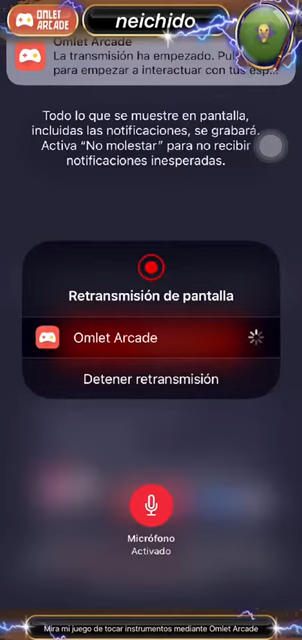 OMLET
ARCADE
neichido
Omlet Arcade
La transmisión ha empezado. Pul
para empezar a interactuar con tus esp...
Todo lo que se muestre en pantalla,
incluidas las notificaciones, se grabará.
Activa “No molestar” para no recibir
notificaciones inesperadas.
Retransmisión de pantalla
Omlet Arcade
Detener retransmisión
Micrófono
Activado
Mira mi juego de tocar instrumentos mediante Omlet Arcade